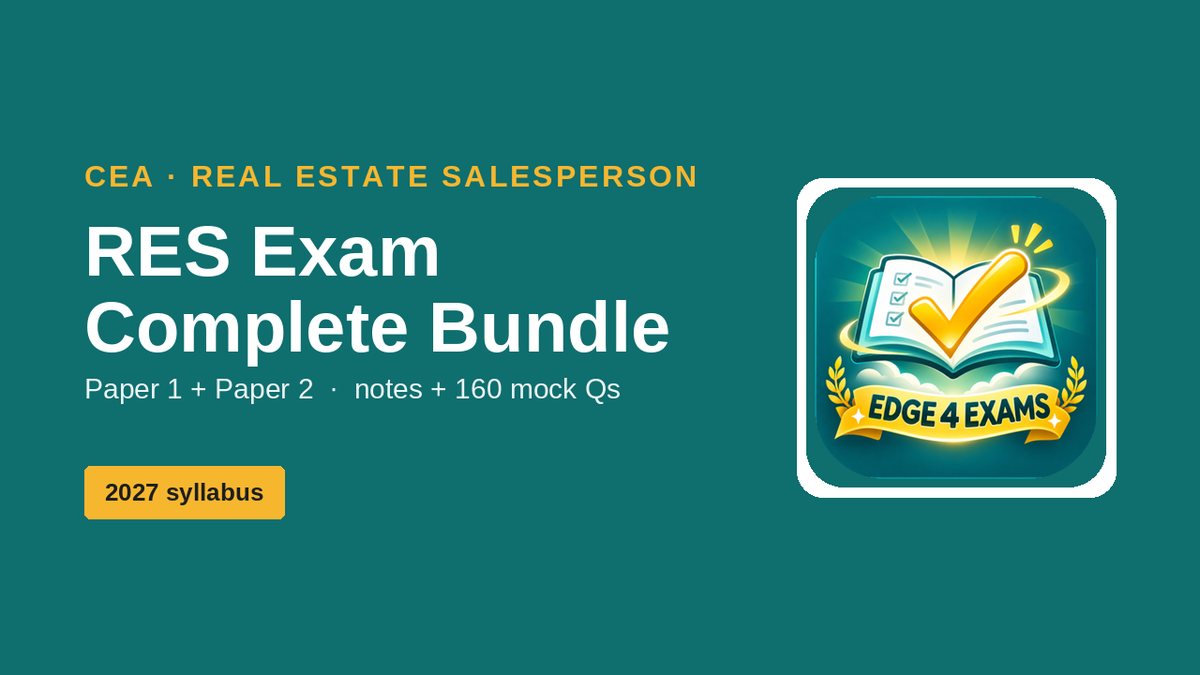 CEA · REAL ESTATE SALESPERSON
RES Exam
Complete Bundle
Paper 1 + Paper 2 · notes + 160 mock Qs
2027 syllabus
EDGE 4 EXAMS